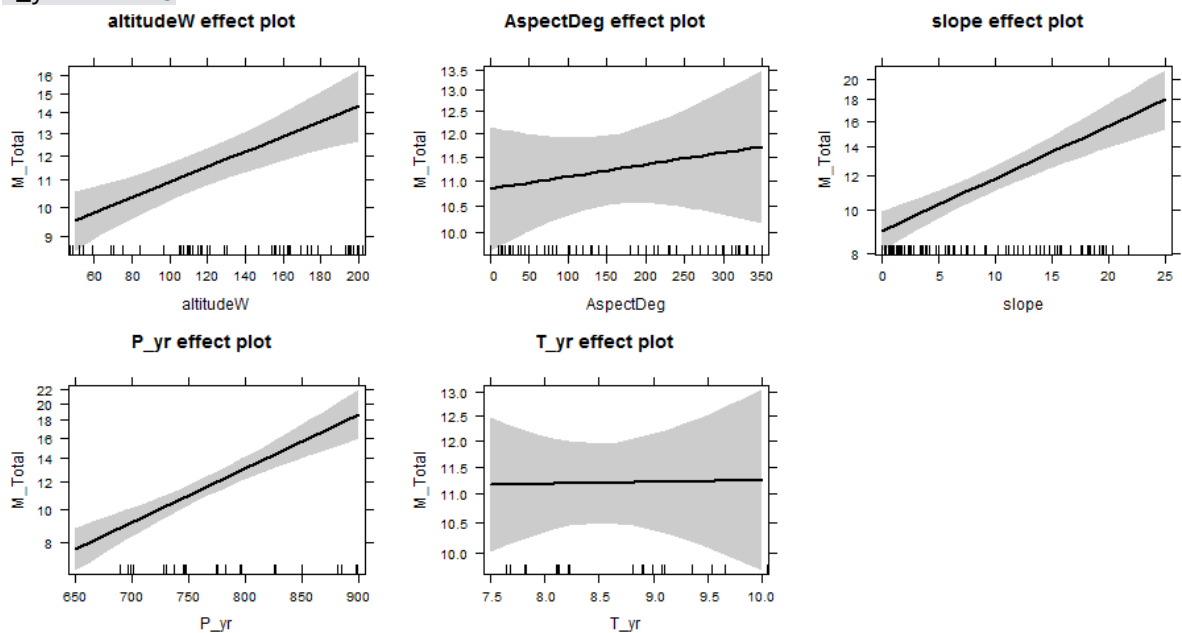 altitudeW effect plot
AspectDeg effect plot
slope effect plot
M_Total
16
15
14
13
12
11
10
9
60 80 100 120 140 160 180 200
altitudeW
M_Total
13.5
13.0
12.5
12.0
11.5
11.0
10.5
10.0
0 50 100 150 200 250 300 350
AspectDeg
M_Total
20
18
16
14
12
10
8
0 5 10 15 20 25
slope
P_yr effect plot
T_yr effect plot
M_Total
22
20
18
16
14
12
10
8
650 700 750 800 850 900
P_yr
M_Total
13.0
12.5
12.0
11.5
11.0
10.5
10.0
7.5 8.0 8.5 9.0 9.5 10.0
T_yr